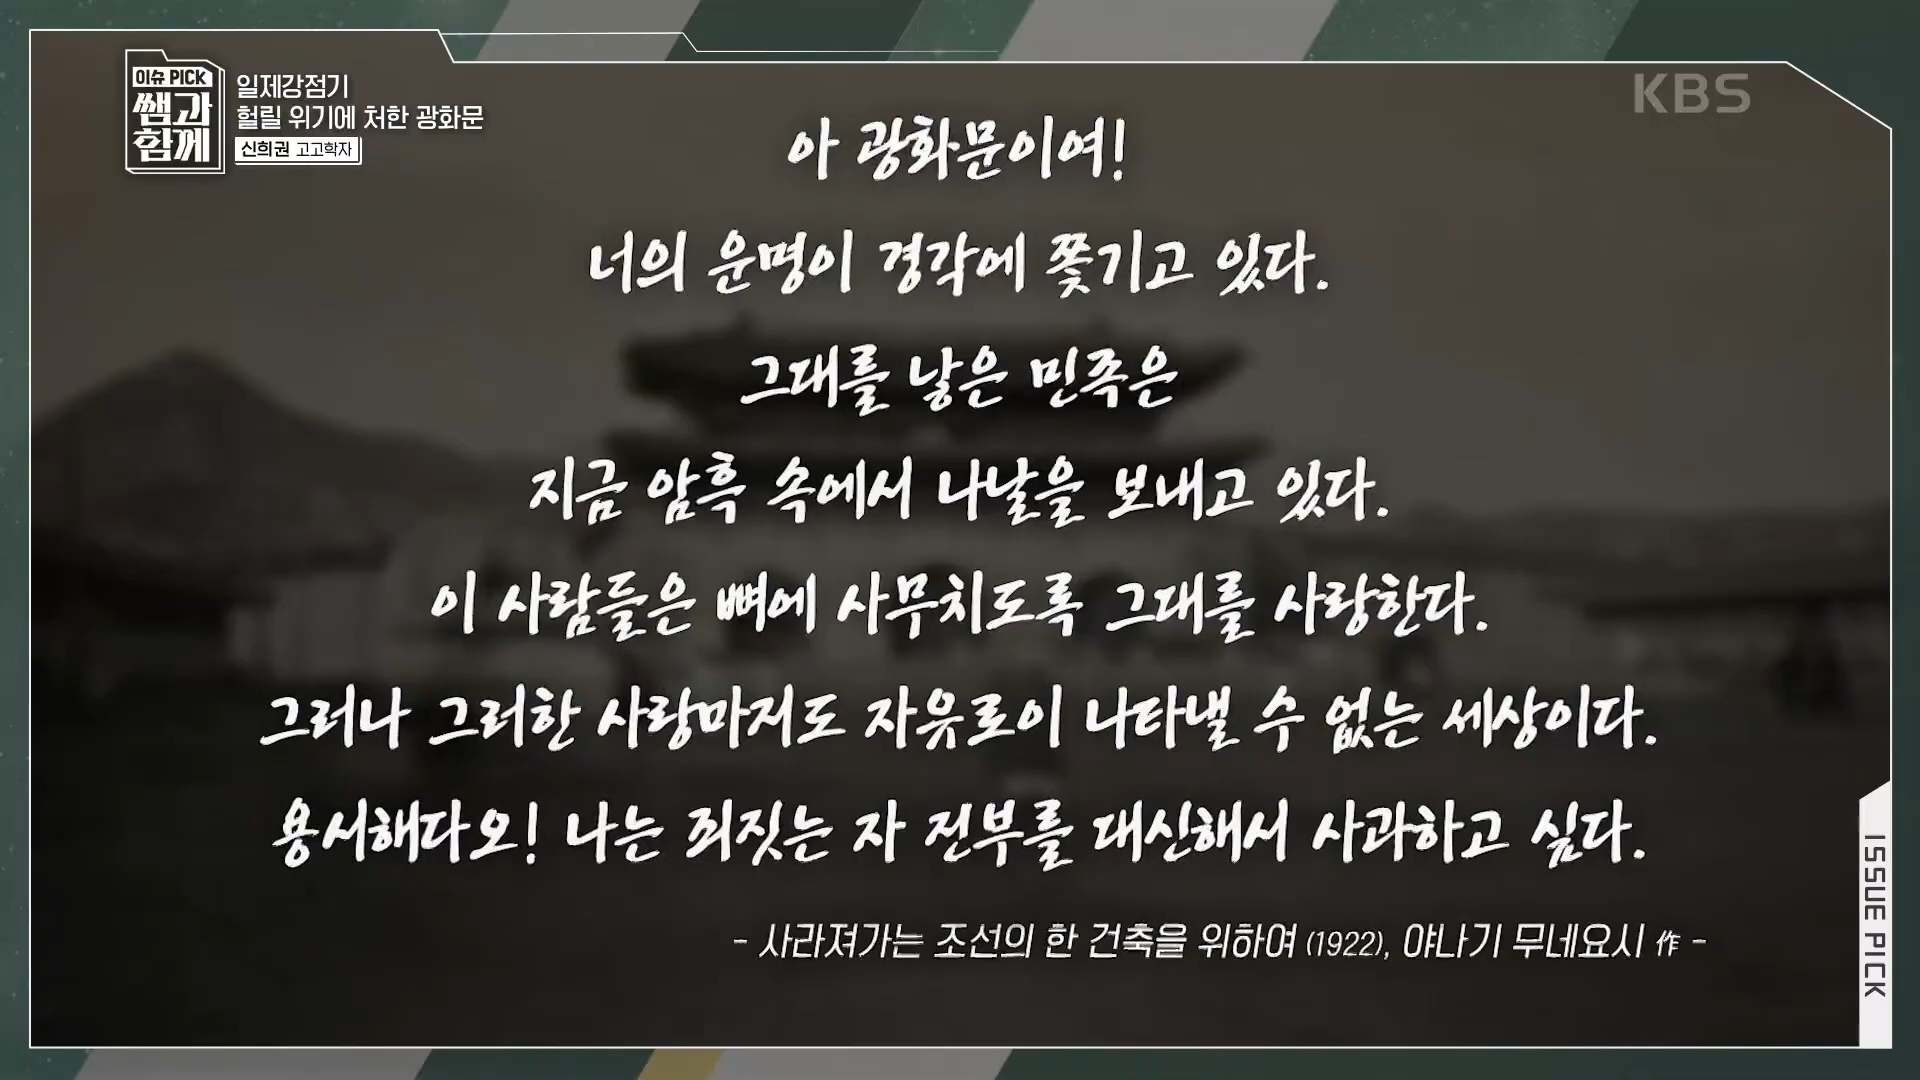 이슈 PICK
쌤과
함께
일제강점기
헐릴 위기에 처한 광화문
신희권 고고학자
KBS
아 광화문이여!
너의 운명이 경각에 쫓기고 있다.
그대를 낳은 민족은
지금 암흑 속에서 나날을 보내고 있다.
이 사람들은 뼈에 사무치도록 그대를 사랑한다.
그러나 그러한 사랑마저도 자유로이 나타낼 수 없는 세상이다.
용서해다오! 나는 죄짓는 자 전부를 대신해서 사과하고 싶다.
- 사라져가는 조선의 한 건축을 위하여 (1922), 야나기 무네요시 作 -
ISSUE PICK